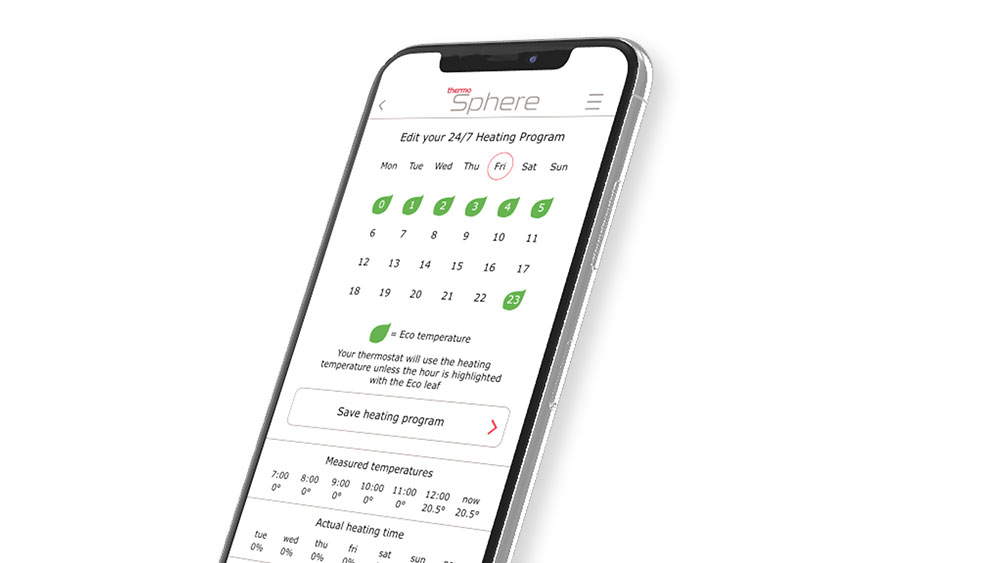 thermo
Sphere
Edit your 24/7 Heating Program
Mon Tue Wed Thu Fri Sat Sun
0 1 2 3 4 5
6 7 8 9 10 11
12 13 14 15 16 17
18 19 20 21 22 23
= Eco temperature
Your thermostat will use the heating
temperature unless the hour is highlighted
with the Eco leaf
Save heating program
Measured temperatures
7:00 8:00 9:00 10:00 11:00 12:00 now
0° 0° 0° 0° 0° 20.5° 20.5°
Actual heating time
tue wed thu fri sat sun
0% 0% 0% 0%